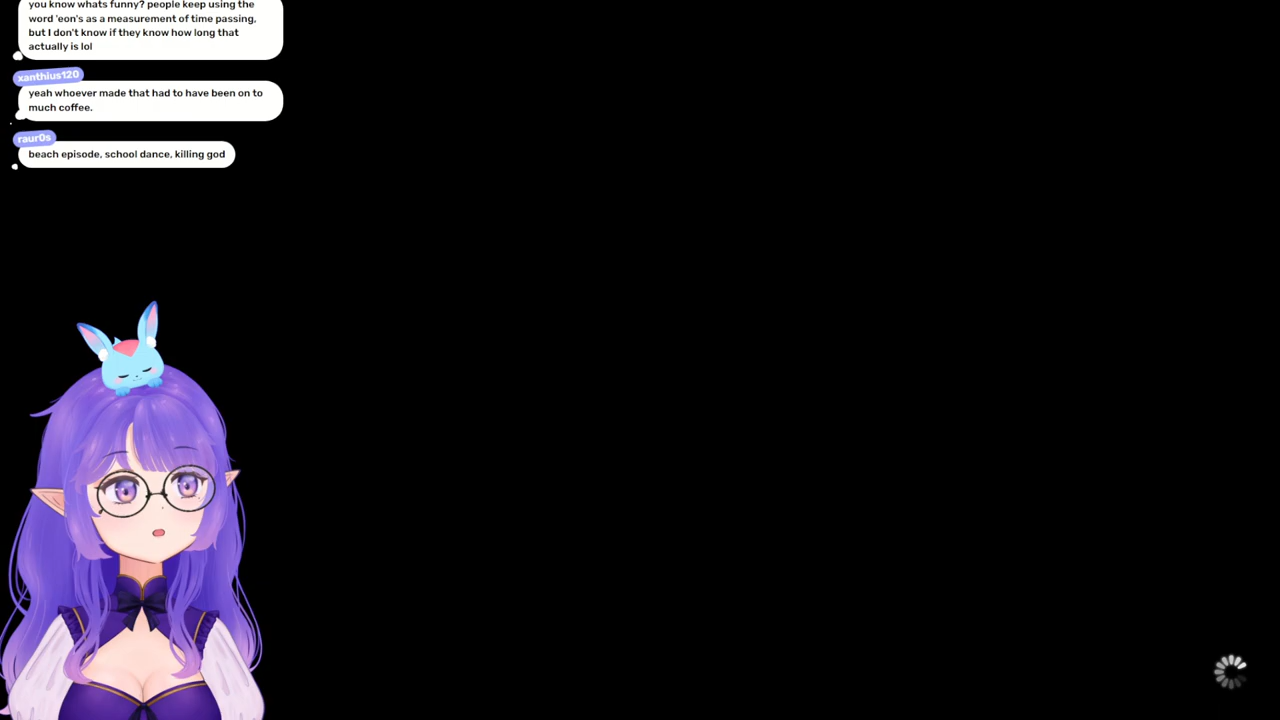 you know whats funny? people keep using the
word 'eon's as a measurement of time passing,
but I don't know if they know how long that
actually is lol
xanthius120
yeah whoever made that had to have been on to
much coffee.
raur0s
beach episode, school dance, killing god